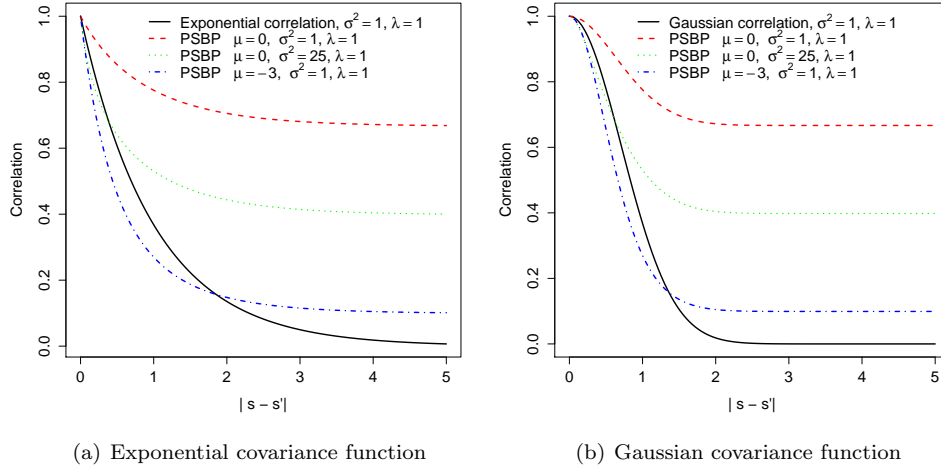 Exponential correlation, σ² = 1, λ = 1
PSBP μ = 0, σ² = 1, λ = 1
PSBP μ = 0, σ² = 25, λ = 1
PSBP μ = −3, σ² = 1, λ = 1
Correlation
0.0 0.2 0.4 0.6 0.8 1.0
0 1 2 3 4 5
| s − s'|
(a) Exponential covariance function
Gaussian correlation, σ² = 1, λ = 1
PSBP μ = 0, σ² = 1, λ = 1
PSBP μ = 0, σ² = 25, λ = 1
PSBP μ = −3, σ² = 1, λ = 1
Correlation
0.0 0.2 0.4 0.6 0.8 1.0
0 1 2 3 4 5
| s − s'|
(b) Gaussian covariance function